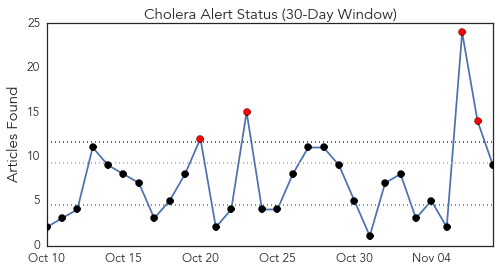 Cholera Alert Status (30-Day Window)
Articles Found
25
20
15
10
5
0
Oct 10 Oct 15 Oct 20 Oct 25 Oct 30 Nov 04